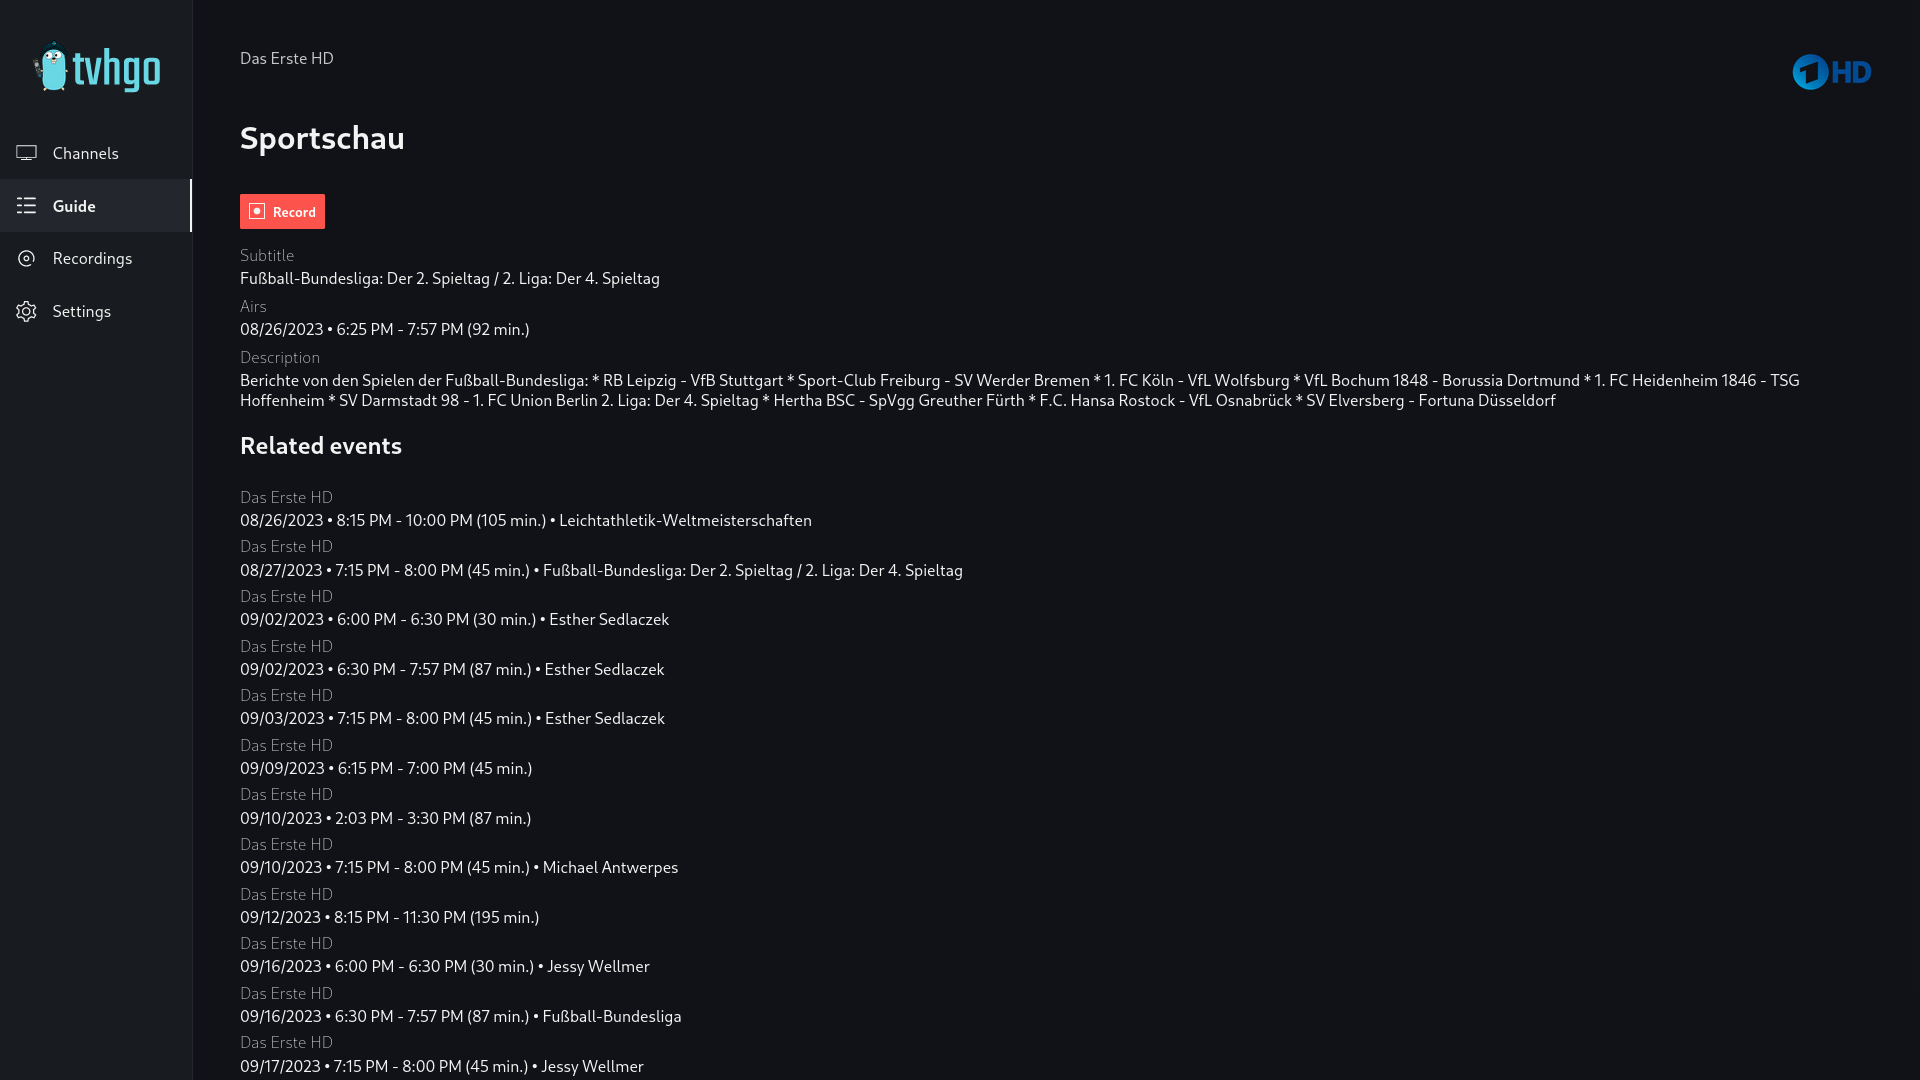 tvhgo
Channels
Guide
Recordings
Settings
Das Erste HD
1 HD
Sportschau
Record
Subtitle
Fußball-Bundesliga: Der 2. Spieltag / 2. Liga: Der 4. Spieltag
Airs
08/26/2023 • 6:25 PM - 7:57 PM (92 min.)
Description
Berichte von den Spielen der Fußball-Bundesliga: * RB Leipzig - VfB Stuttgart * Sport-Club Freiburg - SV Werder Bremen * 1. FC Köln - VfL Wolfsburg * VfL Bochum 1848 - Borussia Dortmund * 1. FC Heidenheim 1846 - TSG
Hoffenheim * SV Darmstadt 98 - 1. FC Union Berlin 2. Liga: Der 4. Spieltag * Hertha BSC - SpVgg Greuther Fürth * F.C. Hansa Rostock - VfL Osnabrück * SV Elversberg - Fortuna Düsseldorf
Related events
Das Erste HD
08/26/2023 • 8:15 PM - 10:00 PM (105 min.) • Leichtathletik-Weltmeisterschaften
Das Erste HD
08/27/2023 • 7:15 PM - 8:00 PM (45 min.) • Fußball-Bundesliga: Der 2. Spieltag / 2. Liga: Der 4. Spieltag
Das Erste HD
09/02/2023 • 6:00 PM - 6:30 PM (30 min.) • Esther Sedlaczek
Das Erste HD
09/02/2023 • 6:30 PM - 7:57 PM (87 min.) • Esther Sedlaczek
Das Erste HD
09/03/2023 • 7:15 PM - 8:00 PM (45 min.) • Esther Sedlaczek
Das Erste HD
09/09/2023 • 6:15 PM - 7:00 PM (45 min.)
Das Erste HD
09/10/2023 • 2:03 PM - 3:30 PM (87 min.)
Das Erste HD
09/10/2023 • 7:15 PM - 8:00 PM (45 min.) • Michael Antwerpes
Das Erste HD
09/12/2023 • 8:15 PM - 11:30 PM (195 min.)
Das Erste HD
09/16/2023 • 6:00 PM - 6:30 PM (30 min.) • Jessy Wellmer
Das Erste HD
09/16/2023 • 6:30 PM - 7:57 PM (87 min.) • Fußball-Bundesliga
Das Erste HD
09/17/2023 • 7:15 PM - 8:00 PM (45 min.) • Jessy Wellmer